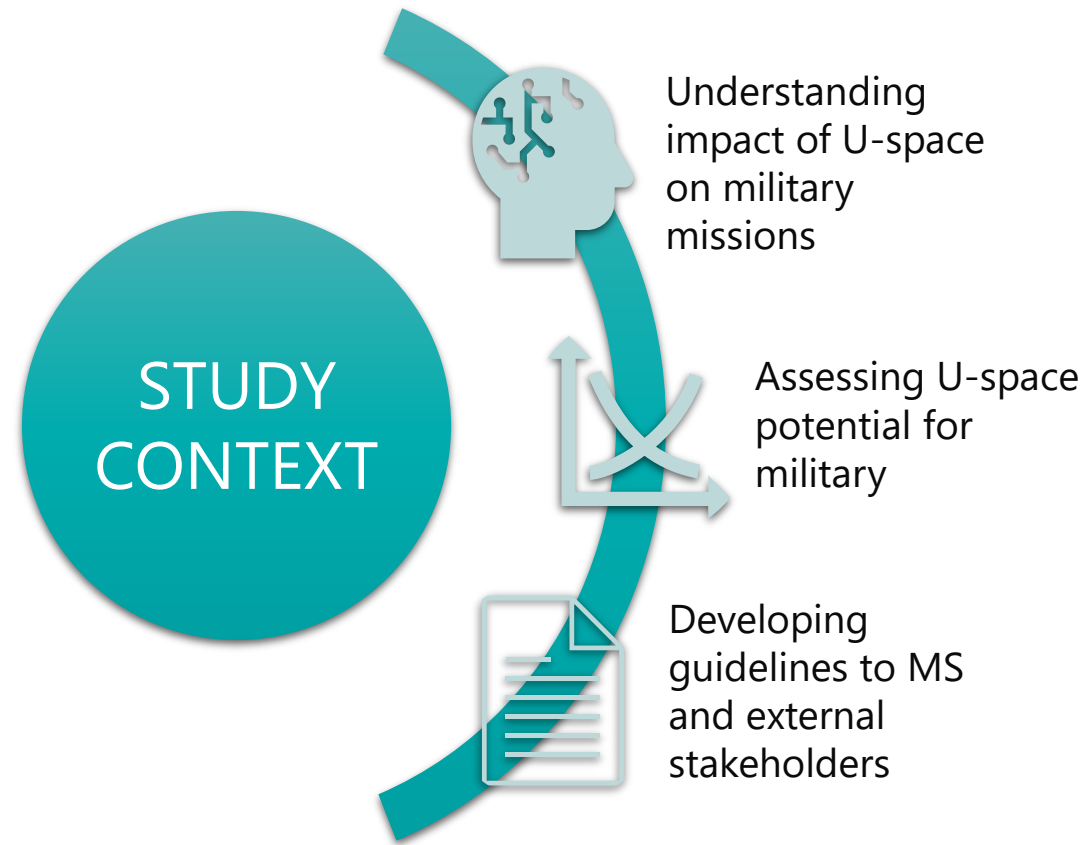 STUDY
CONTEXT
Understanding
impact of U-space
on military
missions
Assessing U-space
potential for
military
Developing
guidelines to MS
and external
stakeholders